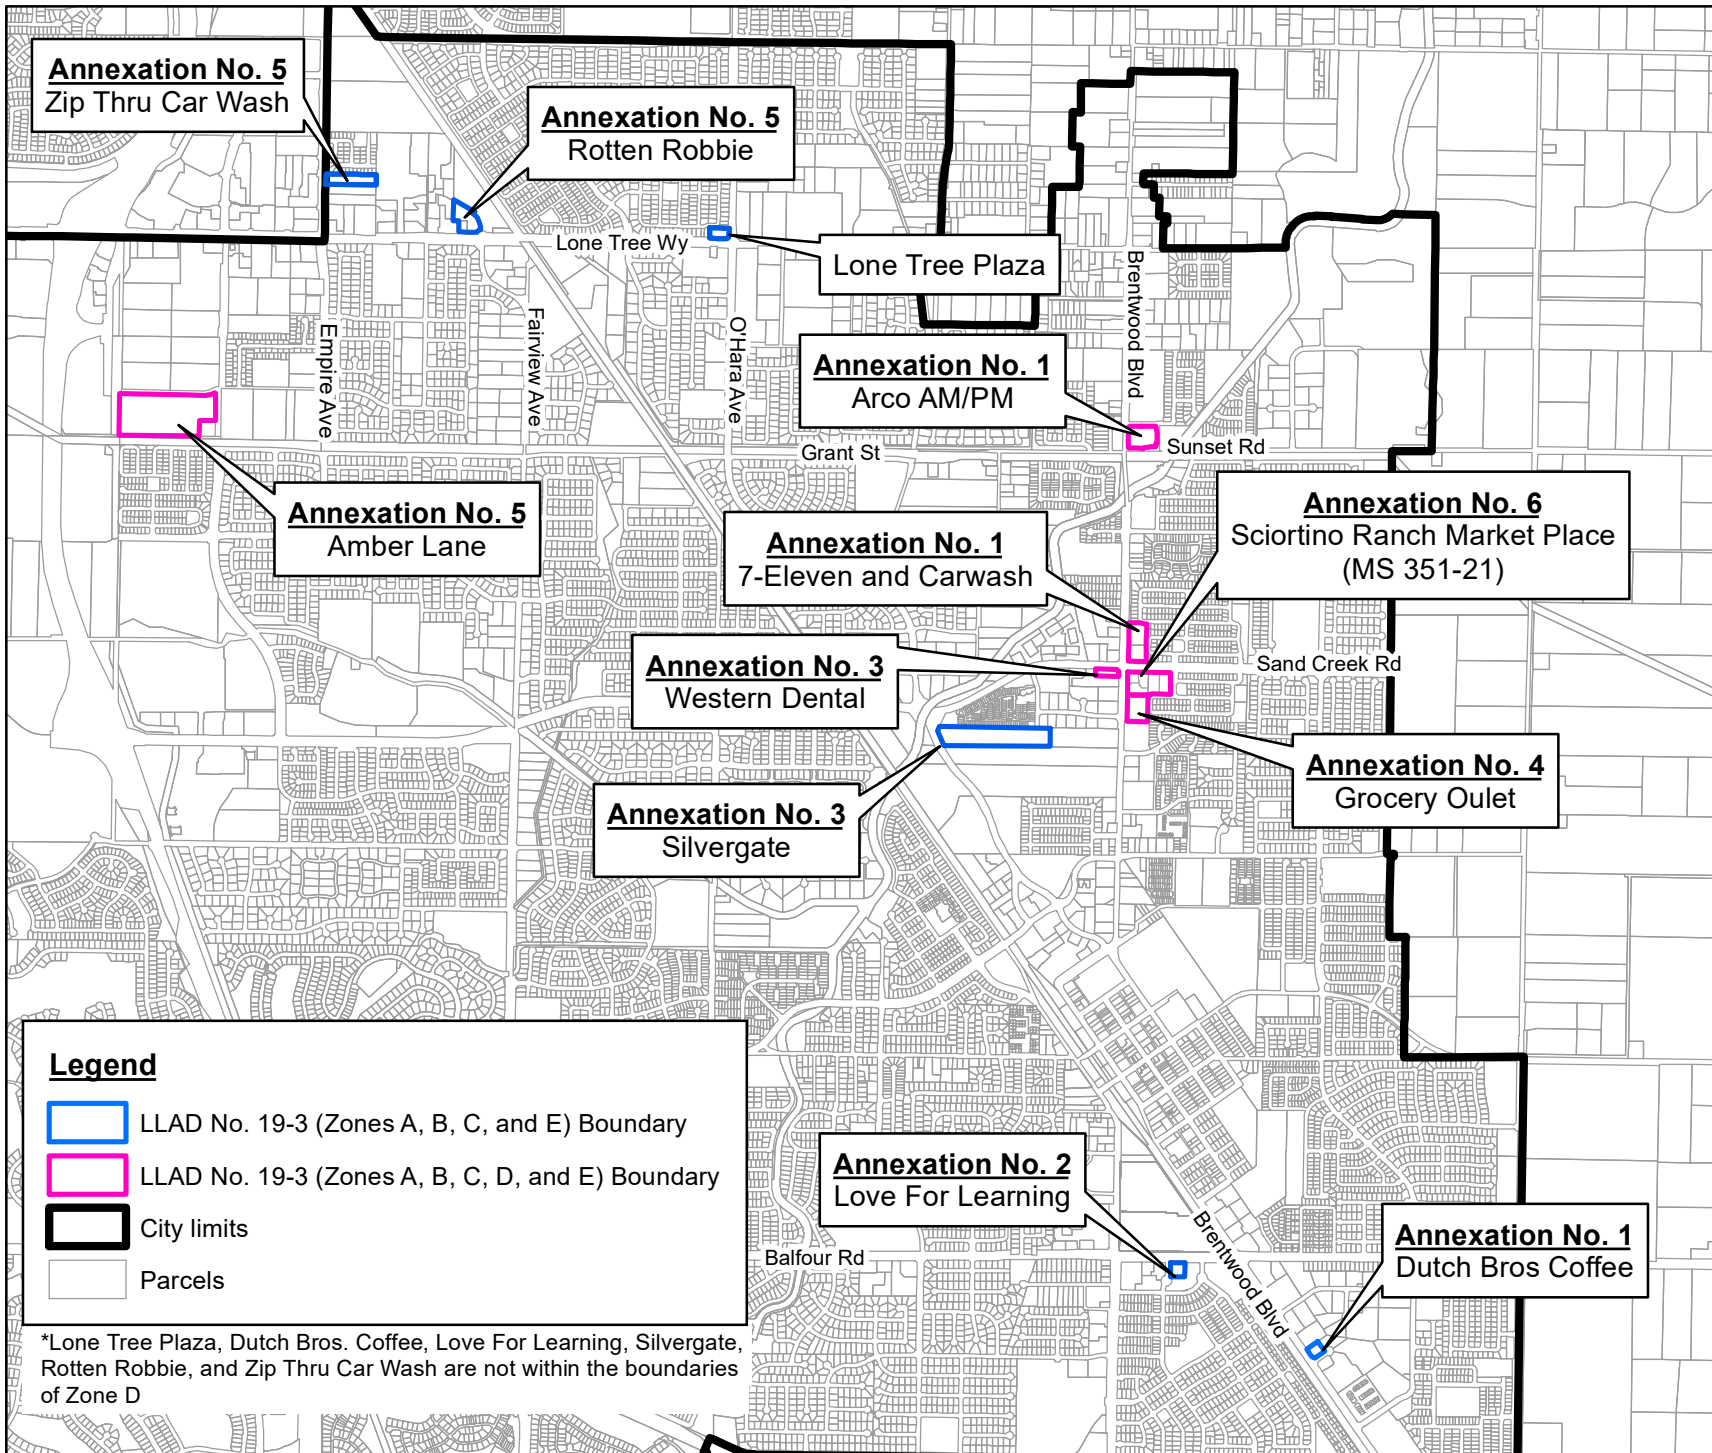 Annexation No. 5
Zip Thru Car Wash
Annexation No. 5
Rotten Robbie
Lone Tree Wy
Lone Tree Plaza
Brentwood Blvd
Empire Ave
Fairview Ave
O'Hara Ave
Annexation No. 1
Arco AM/PM
Grant St
Sunset Rd
Annexation No. 5
Amber Lane
Annexation No. 1
7-Eleven and Carwash
Annexation No. 6
Sciortino Ranch Market Place
(MS 351-21)
Annexation No. 3
Western Dental
Sand Creek Rd
Annexation No. 4
Grocery Oulet
Annexation No. 3
Silvergate
Legend
LLAD No. 19-3 (Zones A, B, C, and E) Boundary
LLAD No. 19-3 (Zones A, B, C, D, and E) Boundary
City limits
Parcels
Annexation No. 2
Love For Learning
Balfour Rd
Brentwood Blvd
Annexation No. 1
Dutch Bros Coffee
*Lone Tree Plaza, Dutch Bros. Coffee, Love For Learning, Silvergate,
Rotten Robbie, and Zip Thru Car Wash are not within the boundaries
of Zone D